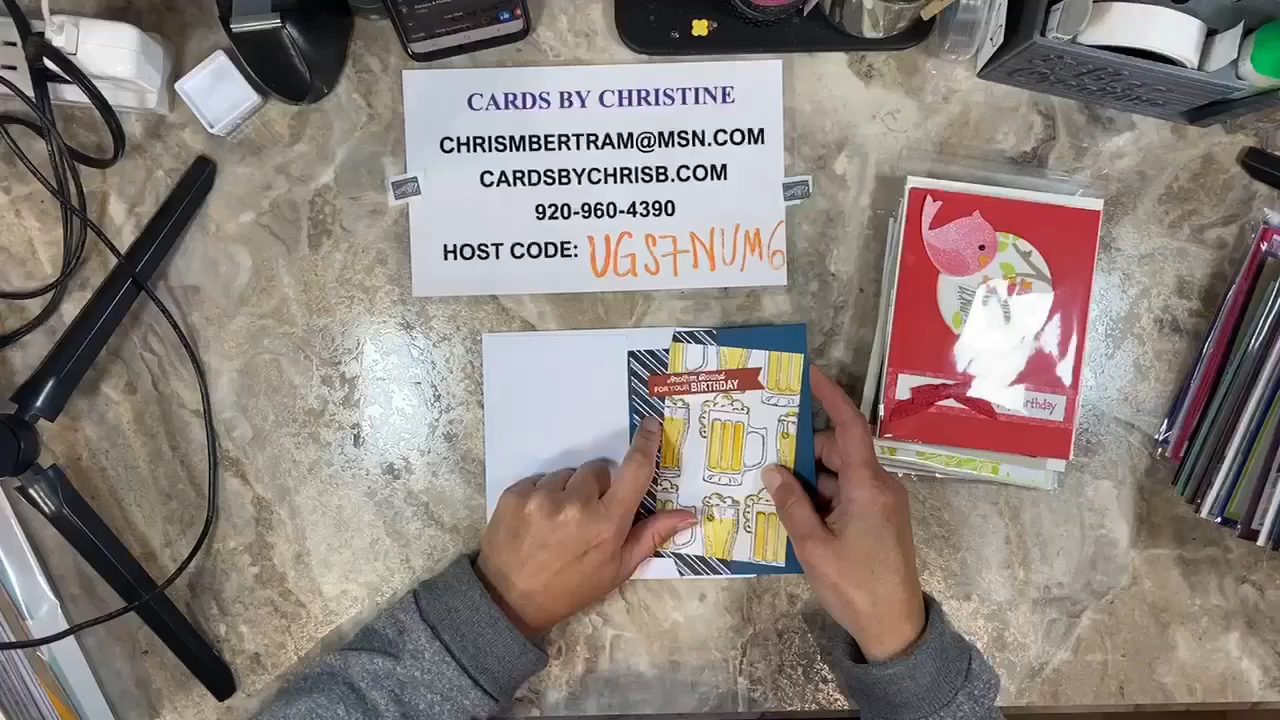 CARDS BY CHRISTINE
CHRISMBERTRAM@MSN.COM
CARDSBYCHRISB.COM
920-960-4390
HOST CODE: UGS7NUM6
Another Round
FOR YOUR BIRTHDAY
Birthday